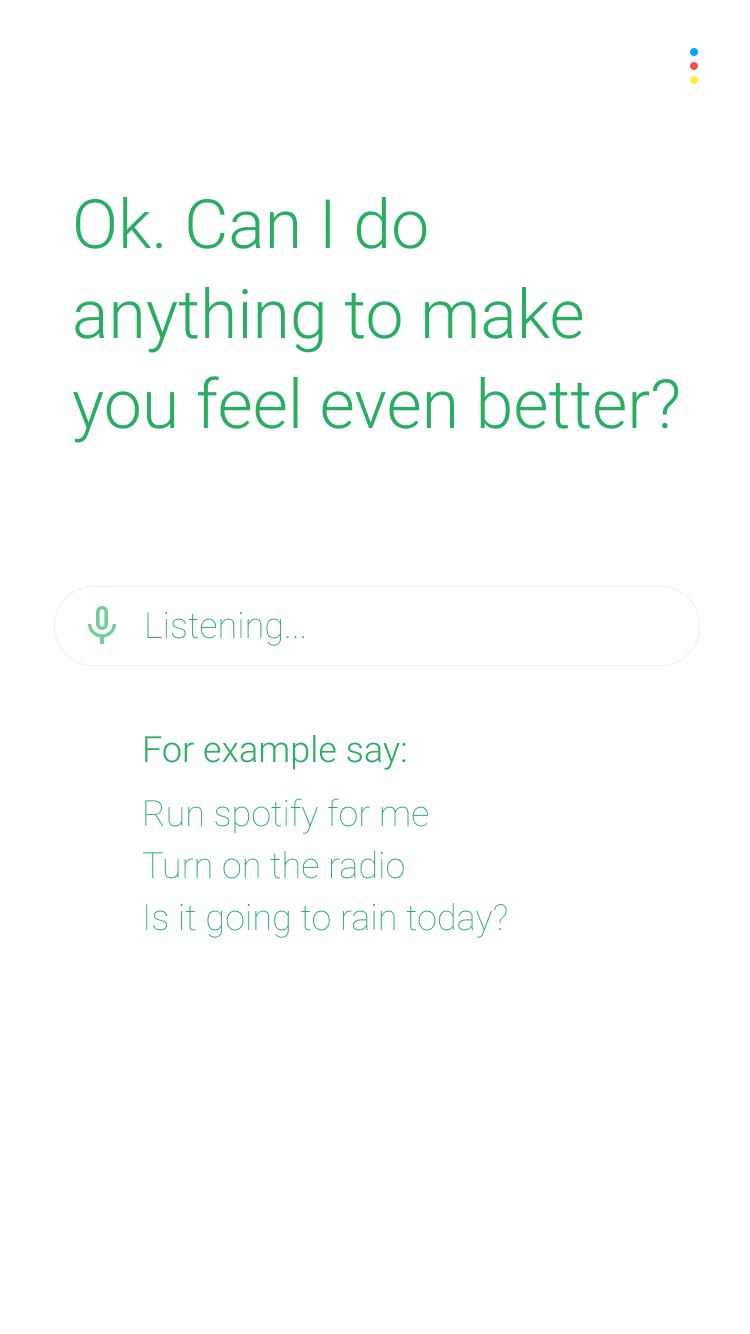 Ok. Can I do
anything to make
you feel even better?
Listening...
For example say:
Run spotify for me
Turn on the radio
Is it going to rain today?